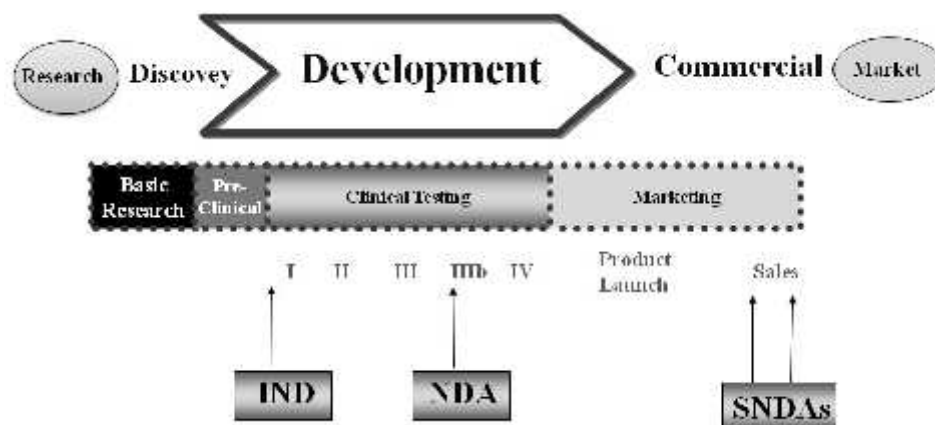 Research Discovey Development Commercial Market
Basic Research
Pre-Clinical
Clinical Testing
Marketing
I II III IIIb IV
Product Launch
Sales
IND
NDA
SNDAs